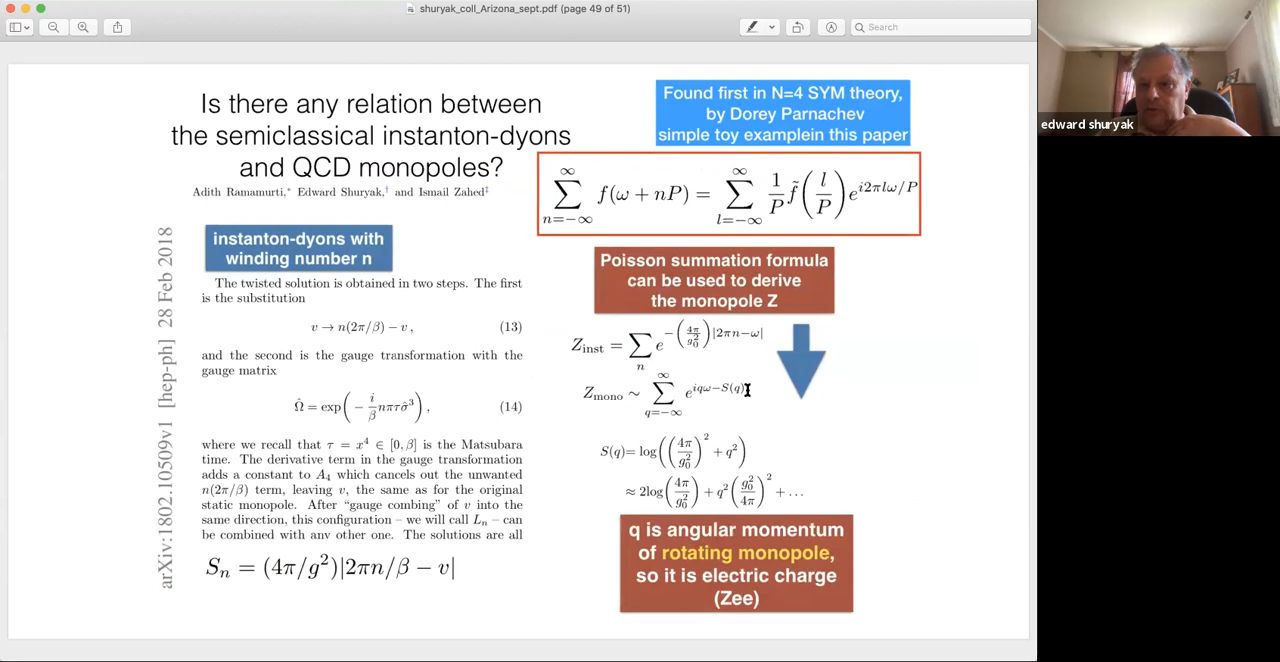 shuryak_coll_Arizona_sept.pdf (page 49 of 51)
Search
Is there any relation between
the semiclassical instanton-dyons
and QCD monopoles?
Adith Ramamurti,* Edward Shuryak,† and Ismail Zahed‡
arXiv:1802.10509v1 [hep-ph] 28 Feb 2018
instanton-dyons with
winding number n
The twisted solution is obtained in two steps. The first
is the substitution
v → n(2π/β) − v , (13)
and the second is the gauge transformation with the
gauge matrix
Ω̂ = exp(− i/β nπτσ̂³) , (14)
where we recall that τ = x⁴ ∈ [0, β] is the Matsubara
time. The derivative term in the gauge transformation
adds a constant to A₄ which cancels out the unwanted
n(2π/β) term, leaving v, the same as for the original
static monopole. After “gauge combing” of v into the
same direction, this configuration – we will call Lₙ – can
be combined with any other one. The solutions are all
Sₙ = (4π/g²)|2πn/β − v|
Found first in N=4 SYM theory,
by Dorey Parnachev
simple toy examplein this paper
∑_{n=−∞}^{∞} f(ω + nP) = ∑_{l=−∞}^{∞} 1/P f̃(l/P) e^{i2πlω/P}
Poisson summation formula
can be used to derive
the monopole Z
Z_inst = ∑_n e^{−(4π/g₀²)|2πn−ω|}
Z_mono ∼ ∑_{q=−∞}^{∞} e^{iqω−S(q)}
S(q)= log((4π/g₀²)² + q²)
≈ 2log(4π/g₀²) + q²(g₀²/4π)² + . . .
q is angular momentum
of rotating monopole,
so it is electric charge
(Zee)
edward shuryak